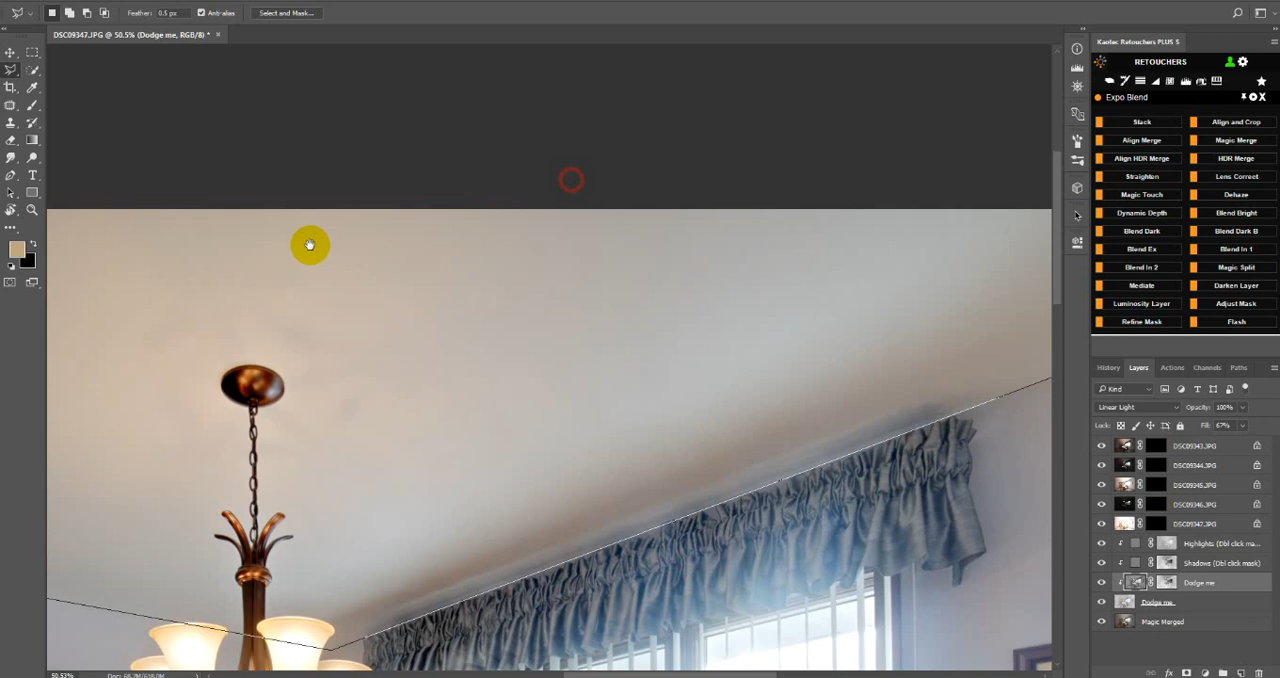 Feather: 0.5 px Anti-alias Select and Mask...
DSC09347.JPG @ 50.5% (Dodge me, RGB/8) * ×
Kaotec Retouchers PLUS 5
RETOUCHERS
Expo Blend
Stack Align and Crop
Align Merge Magic Merge
Align HDR Merge HDR Merge
Straighten Lens Correct
Magic Touch Dehaze
Dynamic Depth Blend Bright
Blend Dark Blend Dark B
Blend Ex Blend In 1
Blend In 2 Magic Split
Mediate Darken Layer
Luminosity Layer Adjust Mask
Refine Mask Flash
History Layers Actions Channels Paths
Kind
Linear Light Opacity: 100%
Lock: Fill: 67%
DSC09343.JPG
DSC09344.JPG
DSC09345.JPG
DSC09346.JPG
DSC09347.JPG
Highlights (Dbl click ma...
Shadows (Dbl click mask)
Dodge me
Dodge me
Magic Merged
50.53%
fx